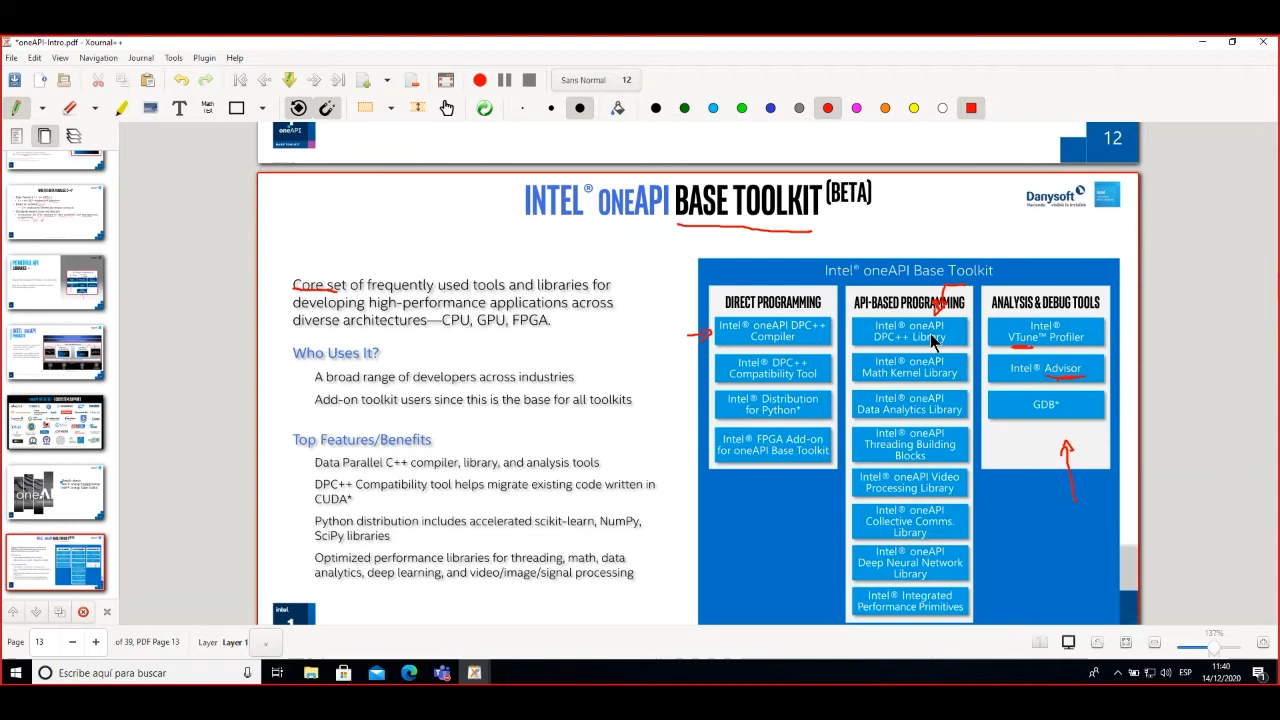 *oneAPI-Intro.pdf - Xournal++
File Edit View Navigation Journal Tools Plugin Help
Sans Normal 12
oneAPI
BASE TOOLKIT
12
INTEL® oneAPI BASE TOOLKIT(BETA)
Danysoft
Haciendo visible lo invisible
Core set of frequently used tools and libraries for
developing high-performance applications across
diverse architectures—CPU, GPU, FPGA.
Who Uses It?
A broad range of developers across industries
Add-on toolkit users since this is the base for all toolkits
Top Features/Benefits
Data Parallel C++ compiler, library, and analysis tools
DPC++ Compatibility tool helps migrate existing code written in
CUDA*
Python distribution includes accelerated scikit-learn, NumPy,
SciPy libraries
Optimized performance libraries for threading, math, data
analytics, deep learning, and video/image/signal processing
intel
Intel® oneAPI Base Toolkit
DIRECT PROGRAMMING
Intel® oneAPI DPC++
Compiler
Intel® DPC++
Compatibility Tool
Intel® Distribution
for Python*
Intel® FPGA Add-on
for oneAPI Base Toolkit
API-BASED PROGRAMMING
Intel® oneAPI
DPC++ Library
Intel® oneAPI
Math Kernel Library
Intel® oneAPI
Data Analytics Library
Intel® oneAPI
Threading Building
Blocks
Intel® oneAPI Video
Processing Library
Intel® oneAPI
Collective Comms.
Library
Intel® oneAPI
Deep Neural Network
Library
Intel® Integrated
Performance Primitives
ANALYSIS & DEBUG TOOLS
Intel®
VTune™ Profiler
Intel® Advisor
GDB*
Page 13 of 39, PDF Page 13 Layer Layer 1
137%
Escribe aquí para buscar
ESP
11:40
14/12/2020